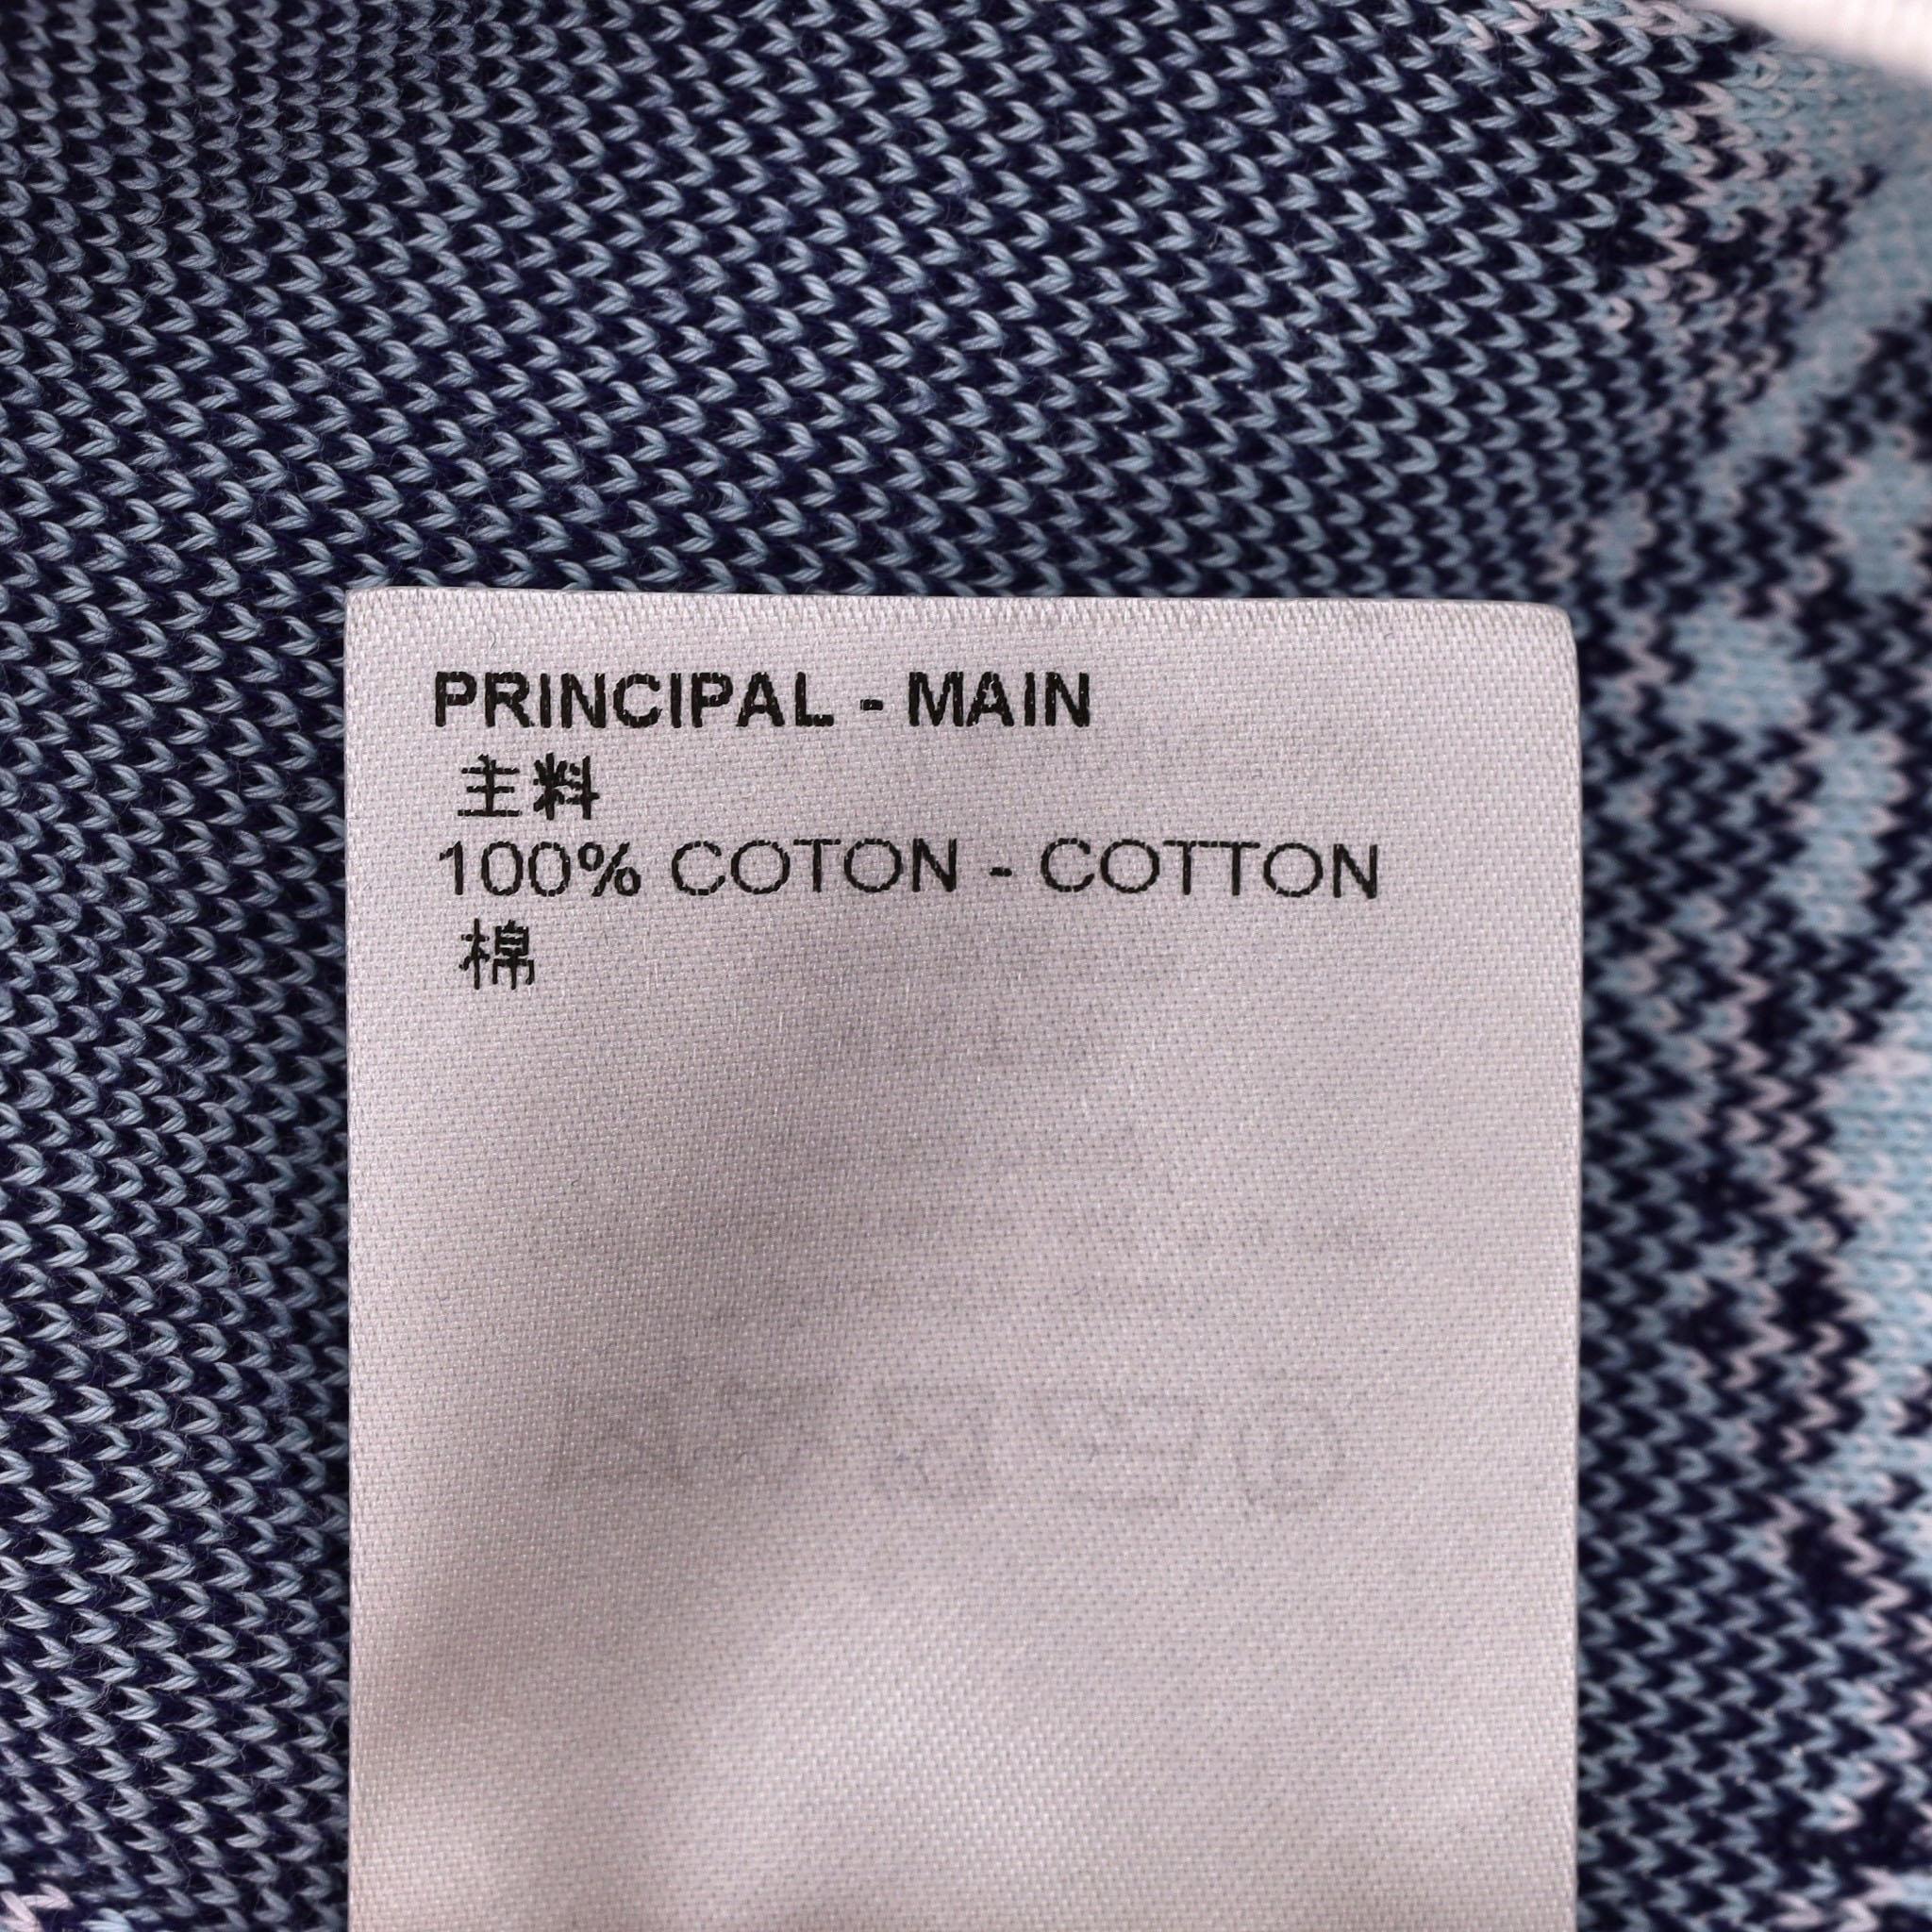 PRINCIPAL - MAIN
主料
100% COTON - COTTON
棉